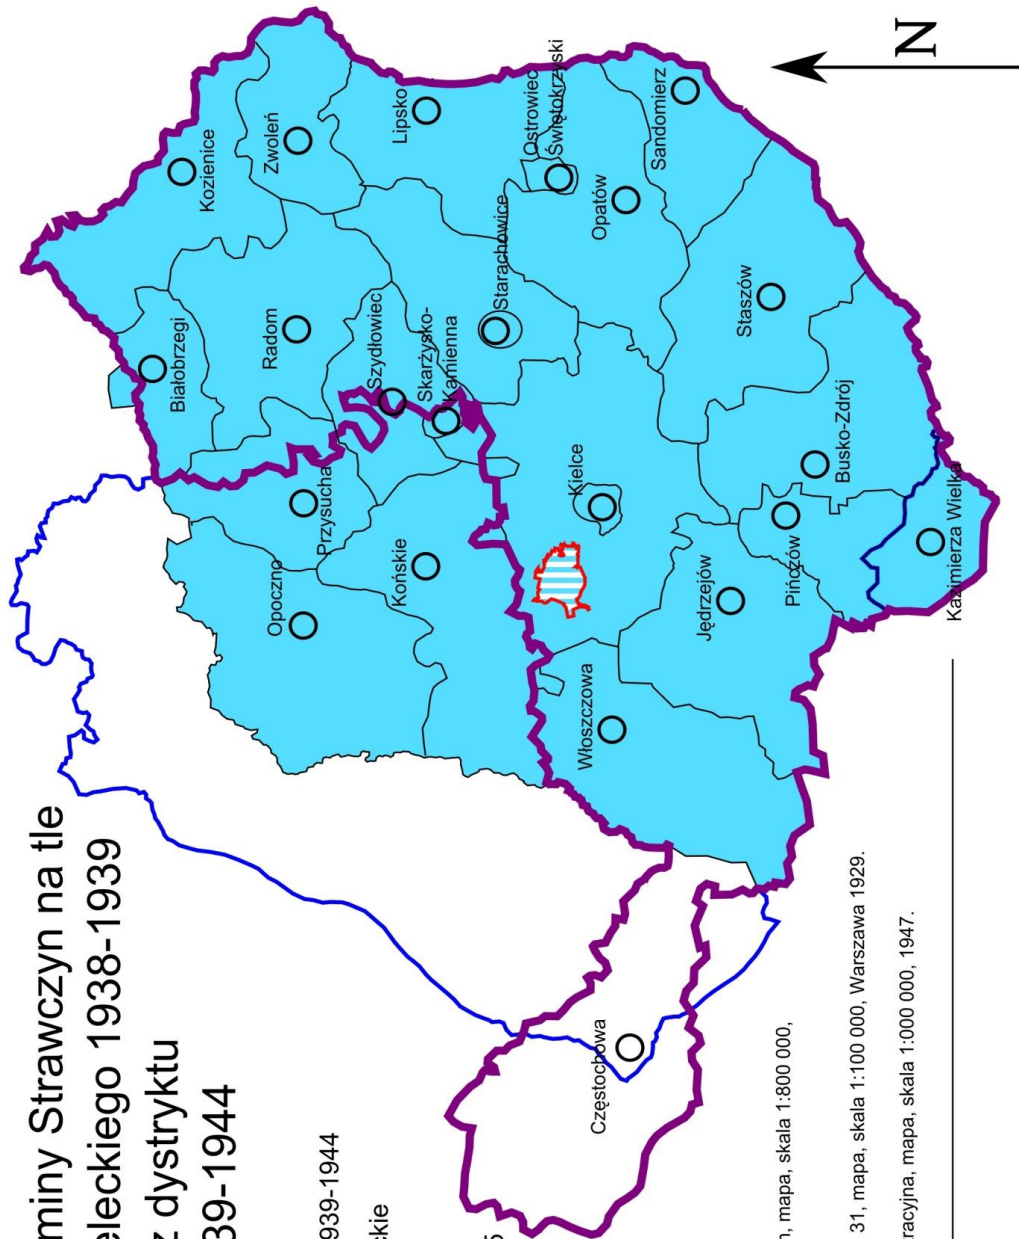 miny Strawczyn na tle
eleckiego 1938-1939
z dystryktu
39-1944
939-1944
ckie
5
n, mapa, skala 1:800 000,
31, mapa, skala 1:100 000, Warszawa 1929.
tracyjna, mapa, skala 1:000 000, 1947.
Białobrzegi
Kozienice
Zwoleń
Radom
Przysucha
Opoczno
Szydłowiec
Lipsko
Skarżysko-
Kamienna
Końskie
Starachowice
Ostrowiec
Świętokrzyski
Kielce
Opatów
Sandomierz
Włoszczowa
Częstochowa
Jędrzejów
Staszów
Pińczów
Busko-Zdrój
Kazimierza Wielka
N